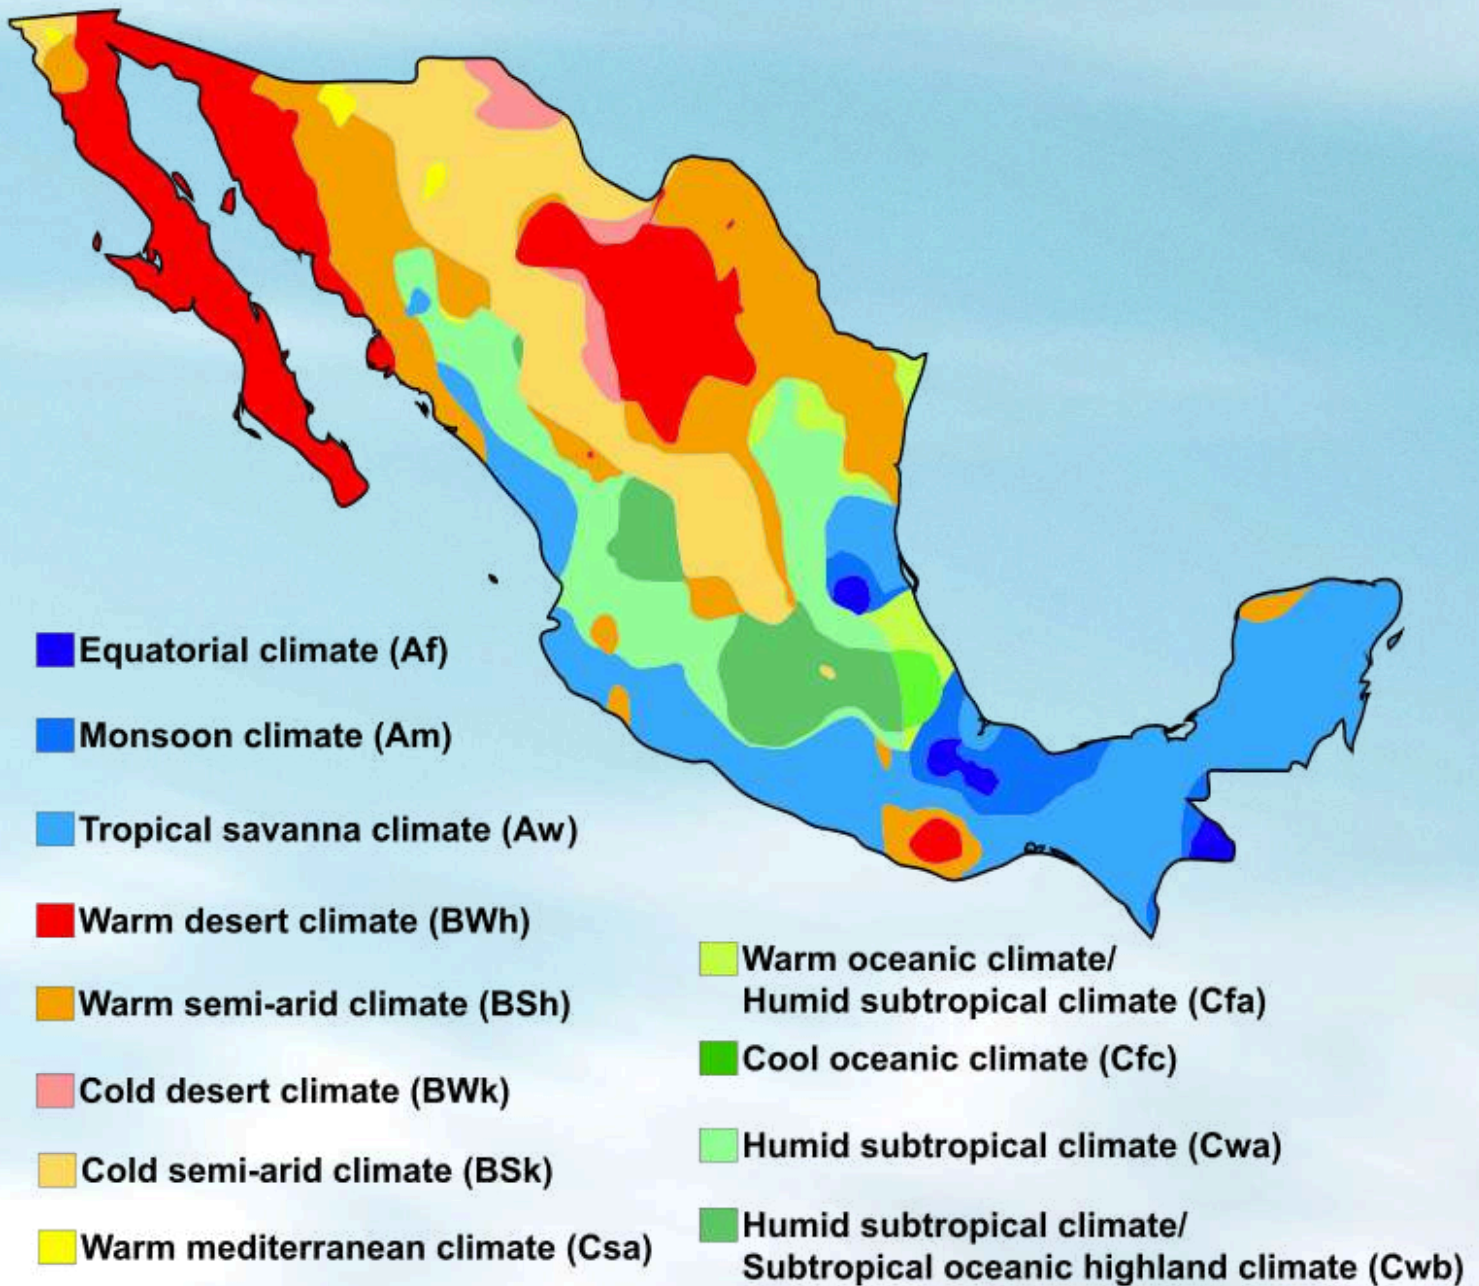 Equatorial climate (Af)
Monsoon climate (Am)
Tropical savanna climate (Aw)
Warm desert climate (BWh)
Warm semi-arid climate (BSh)
Cold desert climate (BWk)
Cold semi-arid climate (BSk)
Warm mediterranean climate (Csa)
Warm oceanic climate/
Humid subtropical climate (Cfa)
Cool oceanic climate (Cfc)
Humid subtropical climate (Cwa)
Humid subtropical climate/
Subtropical oceanic highland climate (Cwb)